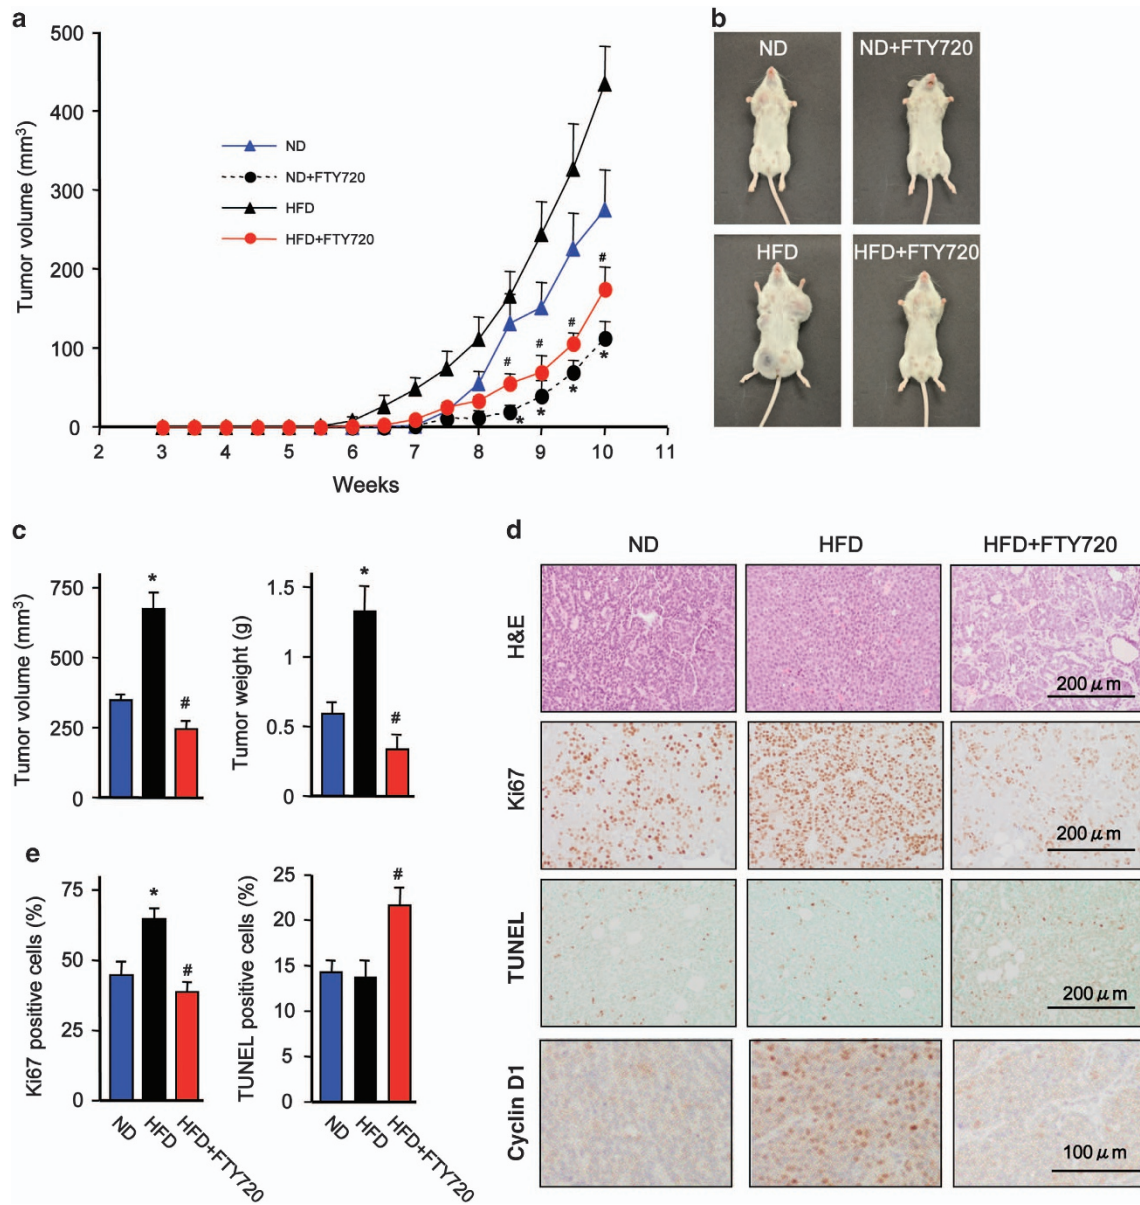 a
500
400
300
200
100
0
Tumor volume (mm³)
ND
ND+FTY720
HFD
HFD+FTY720
# # # #
* * * *
2 3 4 5 6 7 8 9 10 11
Weeks
b
ND
ND+FTY720
HFD
HFD+FTY720
c
Tumor volume (mm³)
750
500
250
0
*
#
Tumor weight (g)
1.5
1
0.5
0
*
#
d
ND HFD HFD+FTY720
H&E
200 μm
Ki67
200 μm
TUNEL
200 μm
Cyclin D1
100 μm
e
Ki67 positive cells (%)
75
50
25
0
*
#
ND
HFD
HFD+FTY720
TUNEL positive cells (%)
25
22
15
14
5
2
0
#
ND
HFD
HFD+FTY720